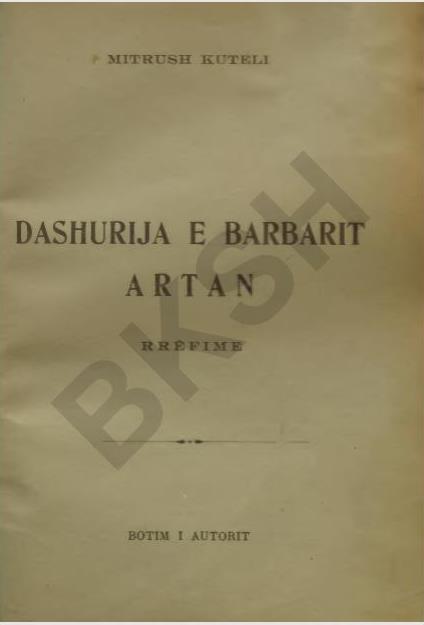 MITRUSH KUTELI
DASHURIJA E BARBARIT
ARTAN
RRËFIME
BOTIM I AUTORIT
BKSH